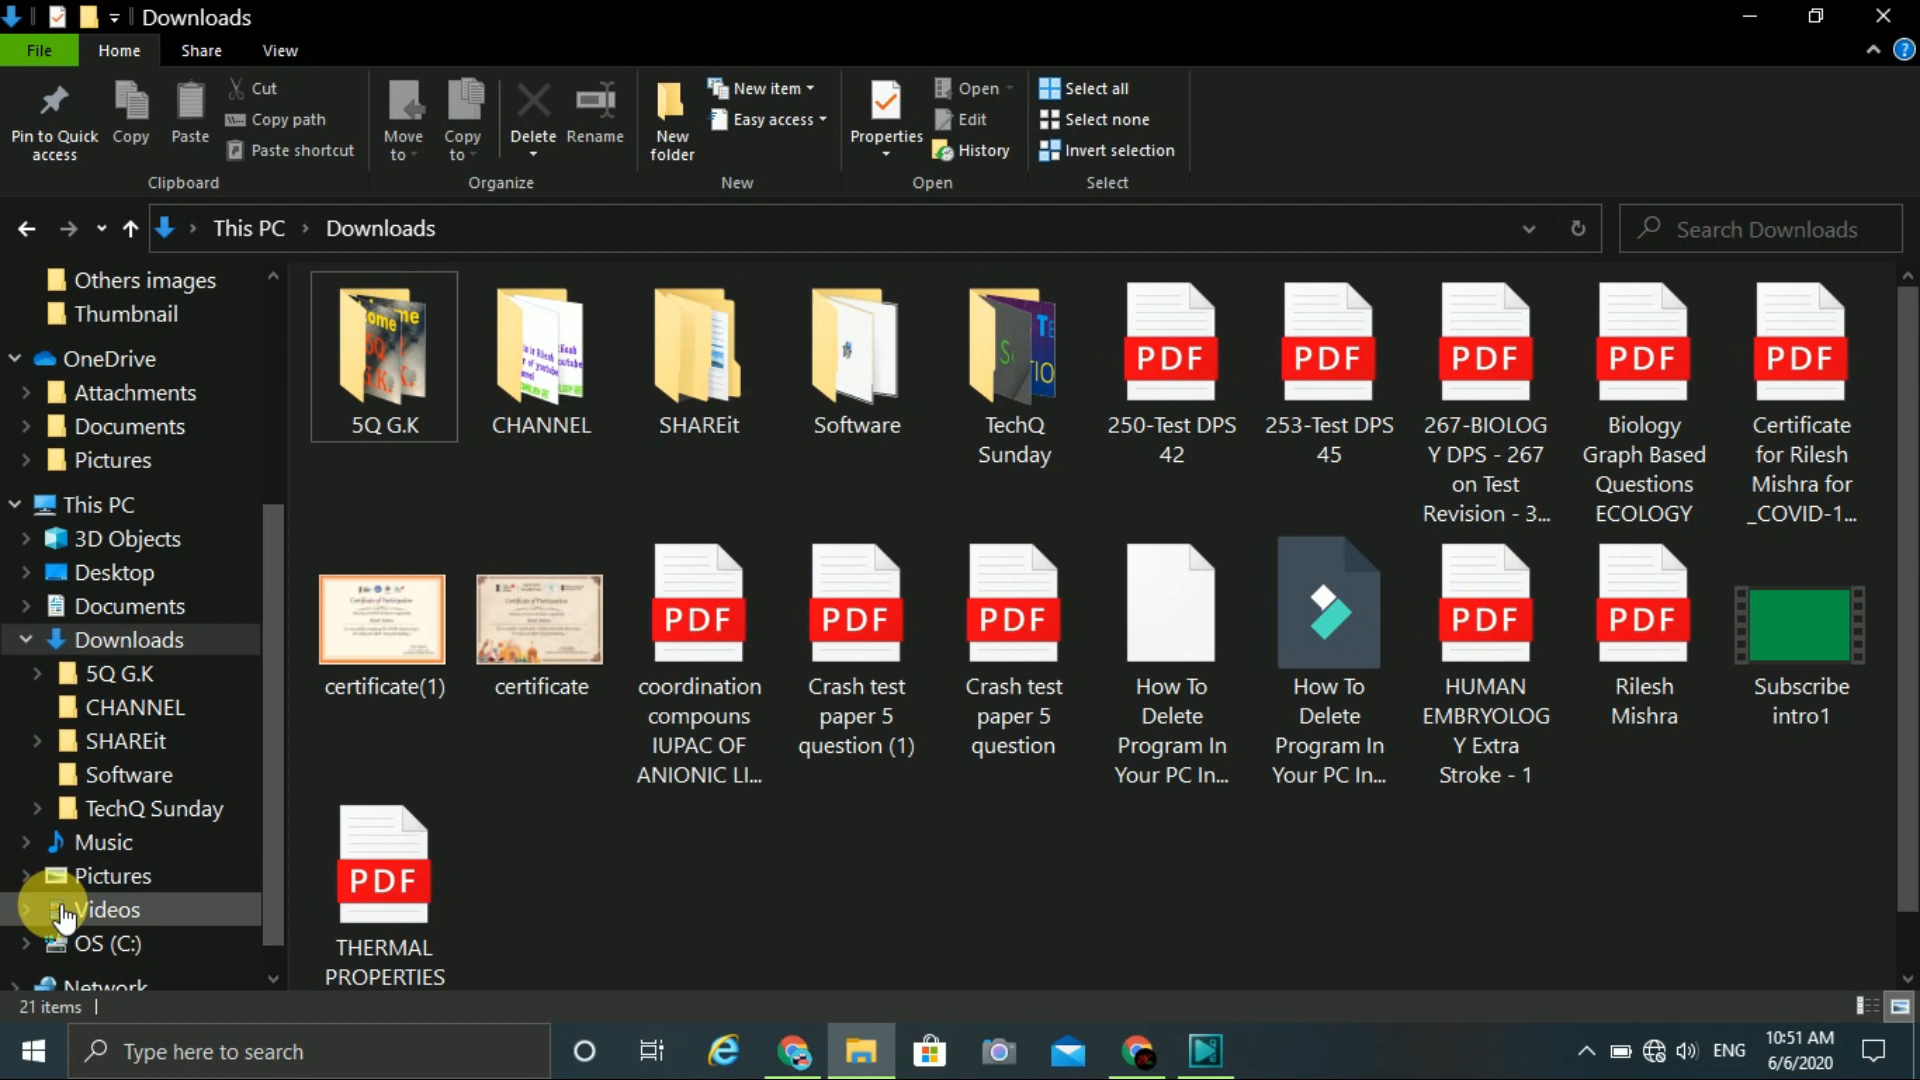 Downloads
File
Home
Share
View
Pin to Quick access
Copy
Paste
Cut
Copy path
Paste shortcut
Clipboard
Move to
Copy to
Delete
Rename
Organize
New folder
New item
Easy access
New
Properties
Open
Edit
History
Open
Select all
Select none
Invert selection
Select
This PC
Downloads
Search Downloads
Others images
Thumbnail
OneDrive
Attachments
Documents
Pictures
This PC
3D Objects
Desktop
Documents
Downloads
5Q G.K
CHANNEL
SHAREit
Software
TechQ Sunday
Music
Pictures
Videos
OS (C:)
Network
5Q G.K
CHANNEL
SHAREit
Software
TechQ
Sunday
PDF
250-Test DPS
42
PDF
253-Test DPS
45
PDF
267-BIOLOG
Y DPS - 267
on Test
Revision - 3...
PDF
Biology
Graph Based
Questions
ECOLOGY
PDF
Certificate
for Rilesh
Mishra for
_COVID-1...
certificate(1)
certificate
PDF
coordination
compouns
IUPAC OF
ANIONIC LI...
PDF
Crash test
paper 5
question (1)
PDF
Crash test
paper 5
question
How To
Delete
Program In
Your PC In...
How To
Delete
Program In
Your PC In...
PDF
HUMAN
EMBRYOLOG
Y Extra
Stroke - 1
PDF
Rilesh
Mishra
Subscribe
intro1
PDF
THERMAL
PROPERTIES
21 items
Type here to search
ENG
10:51 AM
6/6/2020